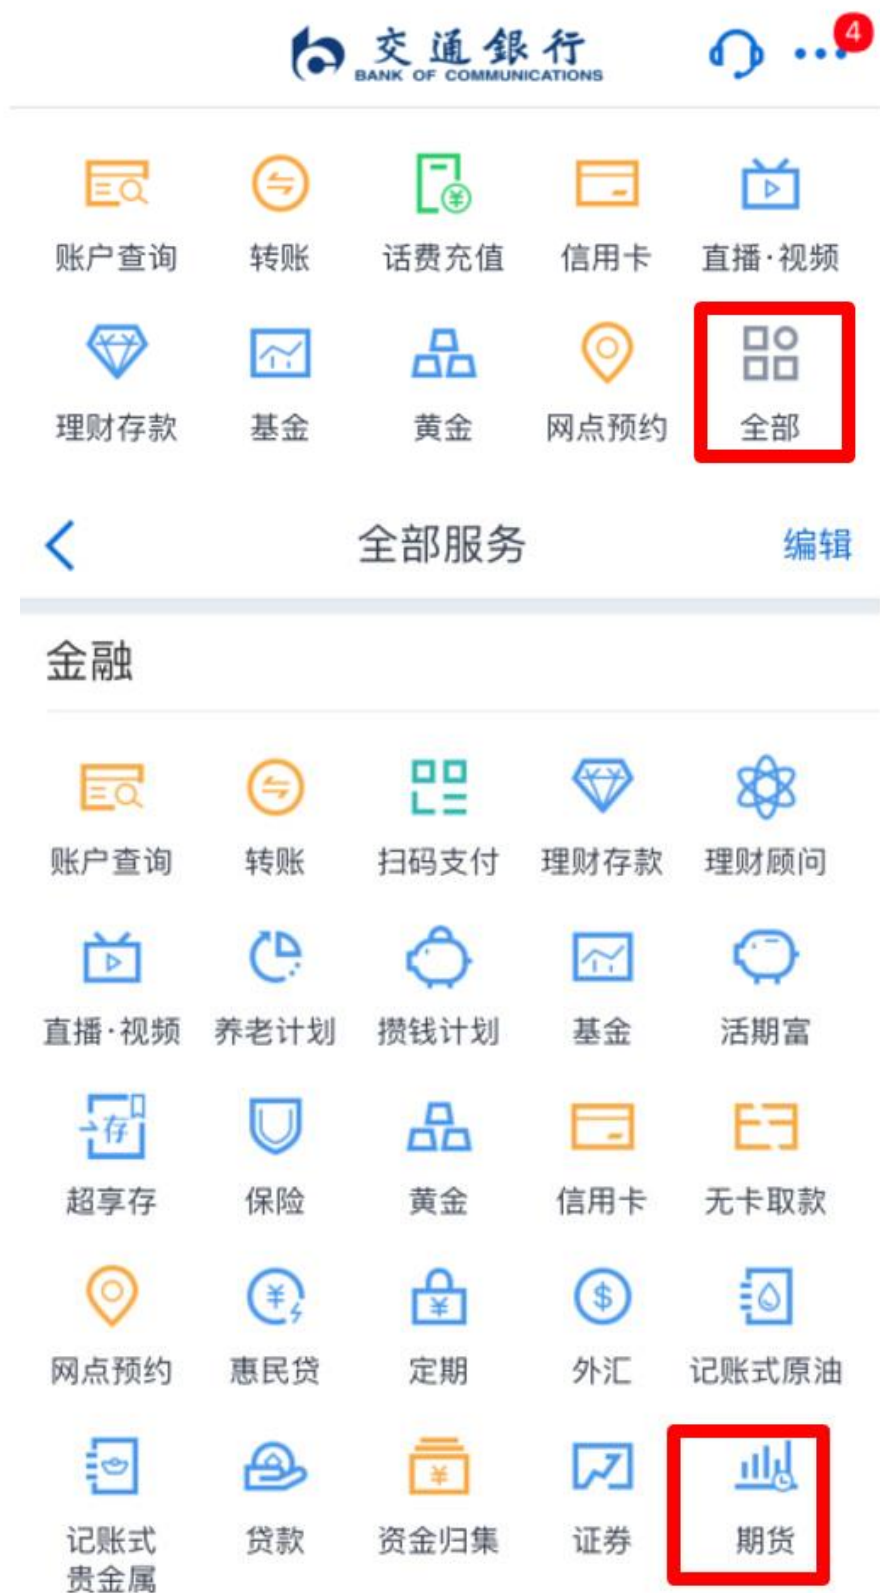 交通銀行
BANK OF COMMUNICATIONS
4
账户查询 转账 话费充值 信用卡 直播·视频
理财存款 基金 黄金 网点预约 全部
全部服务 编辑
金融
账户查询 转账 扫码支付 理财存款 理财顾问
直播·视频 养老计划 攒钱计划 基金 活期富
存
超享存 保险 黄金 信用卡 无卡取款
¥ ¥ $
网点预约 惠民贷 定期 外汇 记账式原油
¥
记账式 贷款 资金归集 证券 期货
贵金属